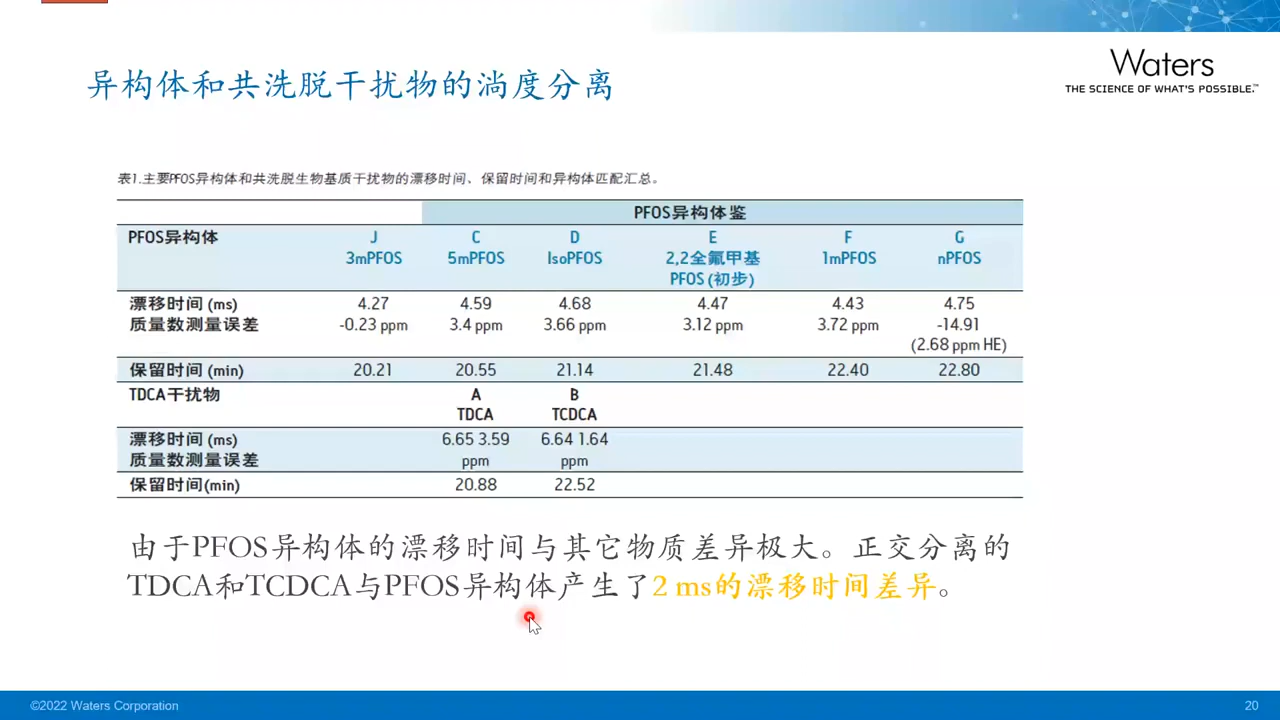 异构体和共洗脱干扰物的淌度分离
Waters
THE SCIENCE OF WHAT'S POSSIBLE.™
表1.主要PFOS异构体和共洗脱生物基质干扰物的漂移时间、保留时间和异构体匹配汇总。
PFOS异构体鉴
PFOS异构体 J C D E F G
3mPFOS 5mPFOS IsoPFOS 2,2全氟甲基 1mPFOS nPFOS
PFOS (初步)
漂移时间 (ms) 4.27 4.59 4.68 4.47 4.43 4.75
质量数测量误差 -0.23 ppm 3.4 ppm 3.66 ppm 3.12 ppm 3.72 ppm -14.91
(2.68 ppm HE)
保留时间 (min) 20.21 20.55 21.14 21.48 22.40 22.80
TDCA干扰物 A B
TDCA TCDCA
漂移时间 (ms) 6.65 3.59 6.64 1.64
质量数测量误差 ppm ppm
保留时间(min) 20.88 22.52
由于PFOS异构体的漂移时间与其它物质差异极大。正交分离的
TDCA和TCDCA与PFOS异构体产生了2 ms的漂移时间差异。
©2022 Waters Corporation 20